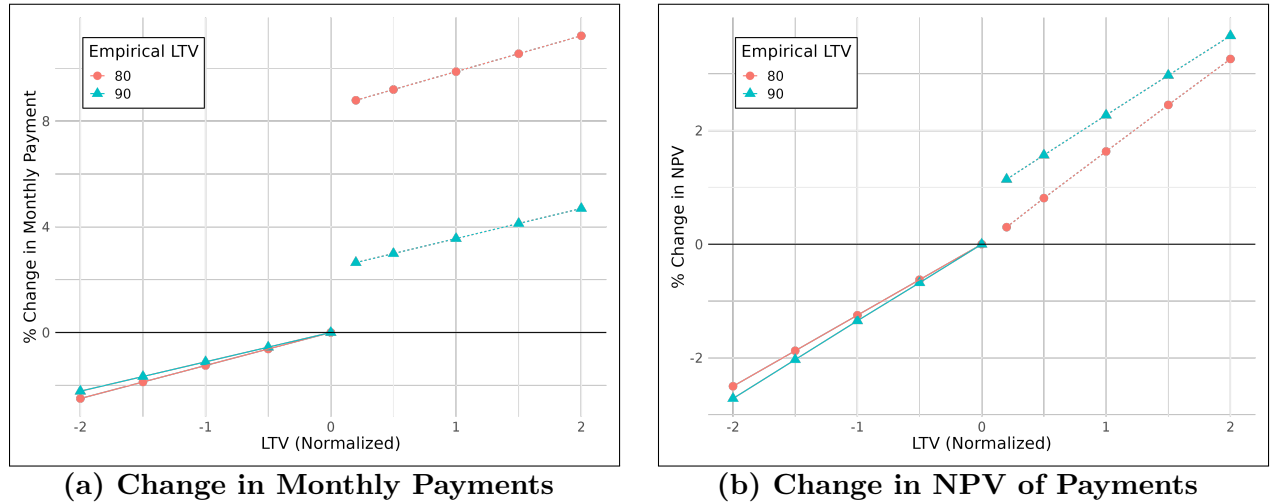 % Change in Monthly Payment
Empirical LTV
80
90
8
4
0
-2
-1
0
1
2
LTV (Normalized)
(a) Change in Monthly Payments
% Change in NPV
Empirical LTV
80
90
2
0
-2
-2
-1
0
1
2
LTV (Normalized)
(b) Change in NPV of Payments